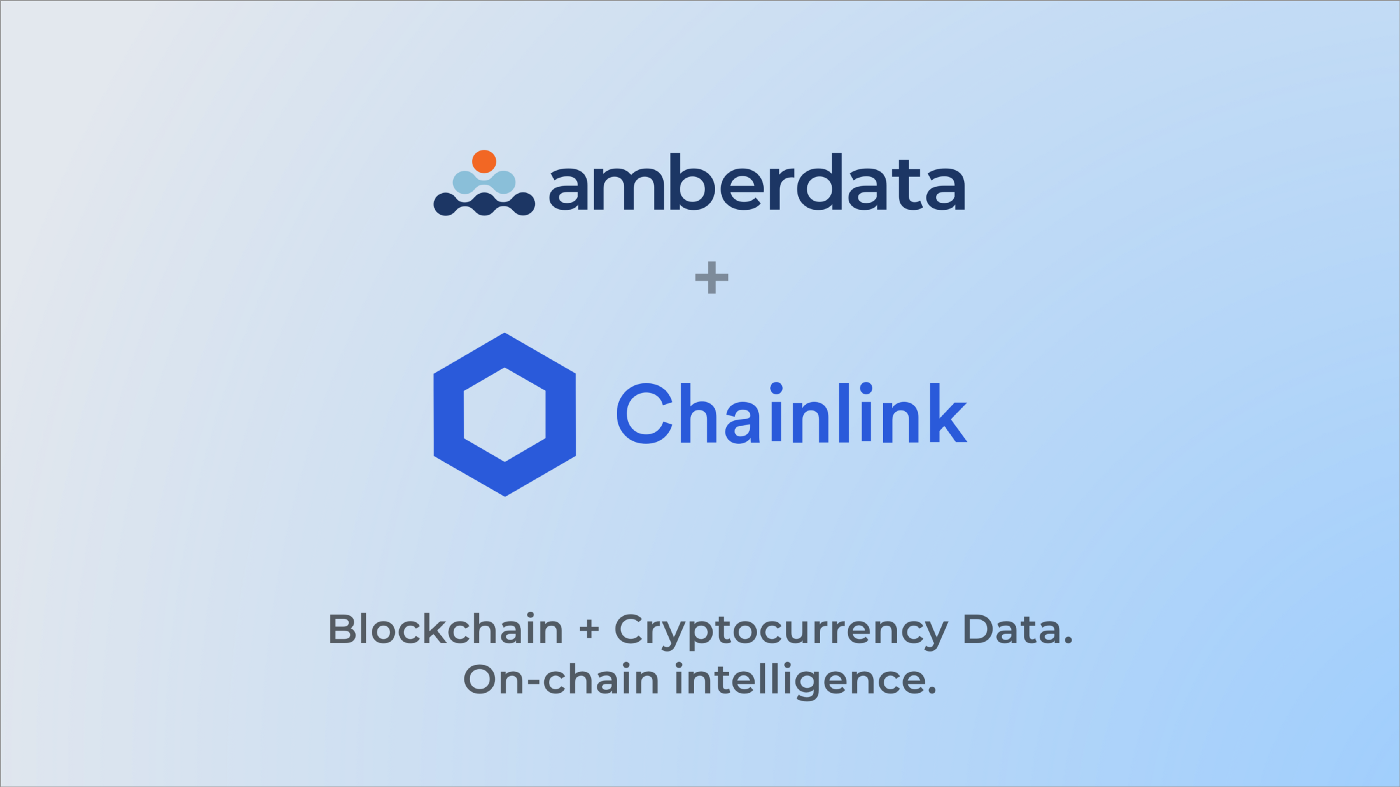 amberdata
+
Chainlink
Blockchain + Cryptocurrency Data.
On-chain intelligence.